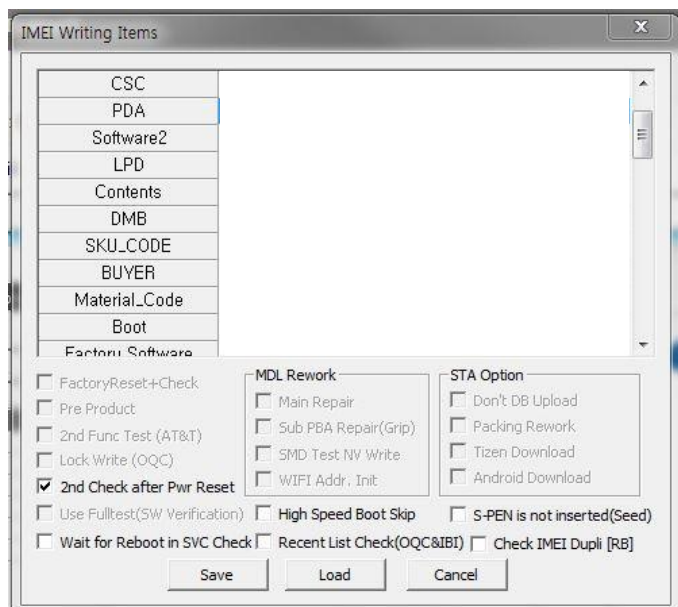 IMEI Writing Items
CSC
PDA
Software2
LPD
Contents
DMB
SKU_CODE
BUYER
Material_Code
Boot
Factory Software
FactoryReset+Check
Pre Product
2nd Func Test (AT&T)
Lock Write (OQC)
2nd Check after Pwr Reset
Use Fulltest(SW Verification)
Wait for Reboot in SVC Check
MDL Rework
Main Repair
Sub PBA Repair(Grip)
SMD Test NV Write
WIFI Addr. Init
High Speed Boot Skip
Recent List Check(OQC&IBI)
STA Option
Don't DB Upload
Packing Rework
Tizen Download
Android Download
S-PEN is not inserted(Seed)
Check IMEI Dupli [RB]
Save Load Cancel